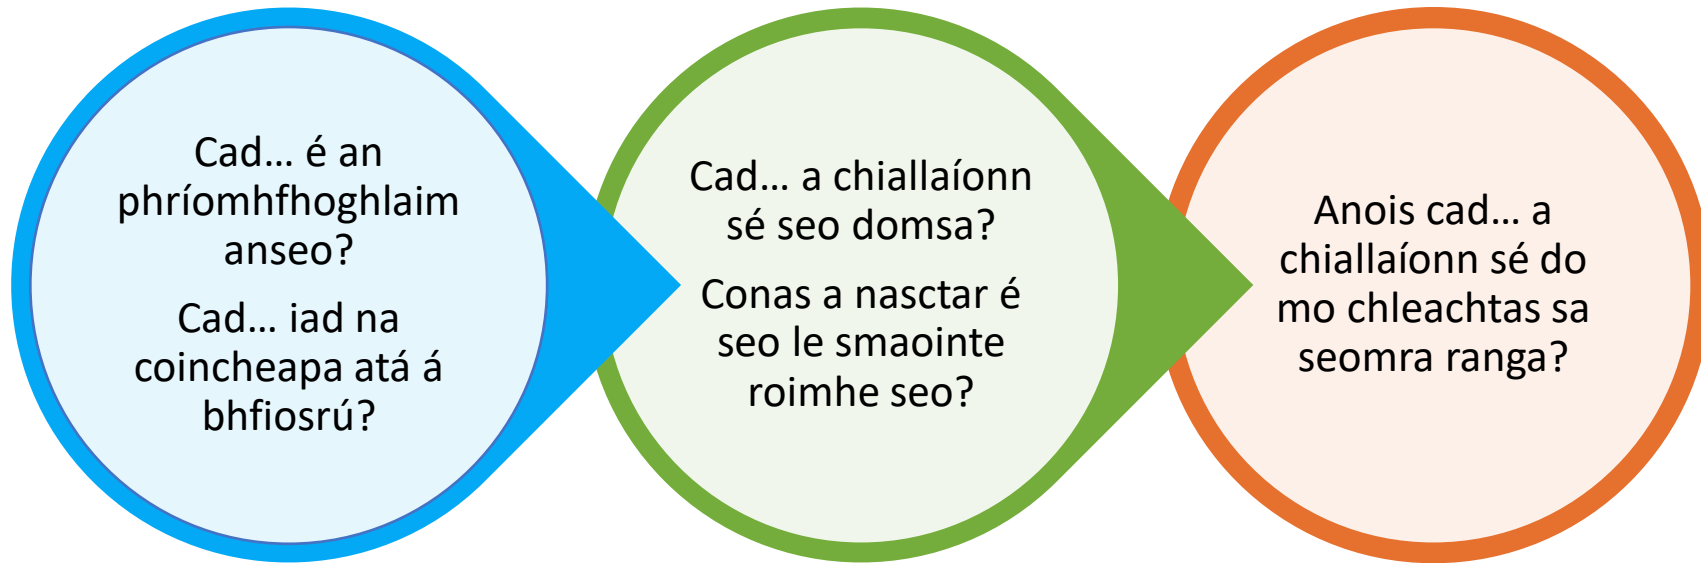 Cad... é an
phríomhfhoghlaim
anseo?
Cad... iad na
coincheapa atá á
bhfiosrú?
Cad... a chiallaíonn
sé seo domsa?
Conas a nasctar é
seo le smaointe
roimhe seo?
Anois cad... a
chiallaíonn sé do
mo chleachtas sa
seomra ranga?